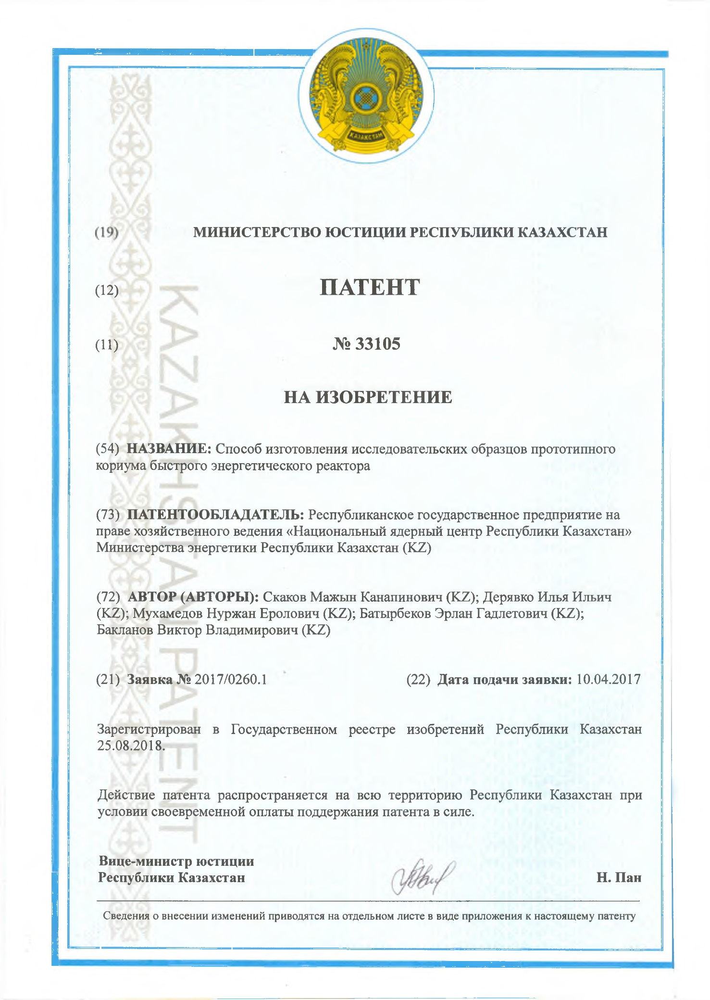 ҚАЗАҚСТАН
(19) МИНИСТЕРСТВО ЮСТИЦИИ РЕСПУБЛИКИ КАЗАХСТАН
(12) ПАТЕНТ
(11) № 33105
НА ИЗОБРЕТЕНИЕ
(54) НАЗВАНИЕ: Способ изготовления исследовательских образцов прототипного
кориума быстрого энергетического реактора
(73) ПАТЕНТООБЛАДАТЕЛЬ: Республиканское государственное предприятие на
праве хозяйственного ведения «Национальный ядерный центр Республики Казахстан»
Министерства энергетики Республики Казахстан (KZ)
(72) АВТОР (АВТОРЫ): Скаков Мажын Канапинович (KZ); Дерявко Илья Ильич
(KZ); Мухамедов Нуржан Еролович (KZ); Батырбеков Эрлан Гадлетович (KZ);
Бакланов Виктор Владимирович (KZ)
(21) Заявка № 2017/0260.1 (22) Дата подачи заявки: 10.04.2017
Зарегистрирован в Государственном реестре изобретений Республики Казахстан
25.08.2018.
Действие патента распространяется на всю территорию Республики Казахстан при
условии своевременной оплаты поддержания патента в силе.
Вице-министр юстиции
Республики Казахстан Н. Пан
Сведения о внесении изменений приводятся на отдельном листе в виде приложения к настоящему патенту
KAZAKHSTAN PATENT